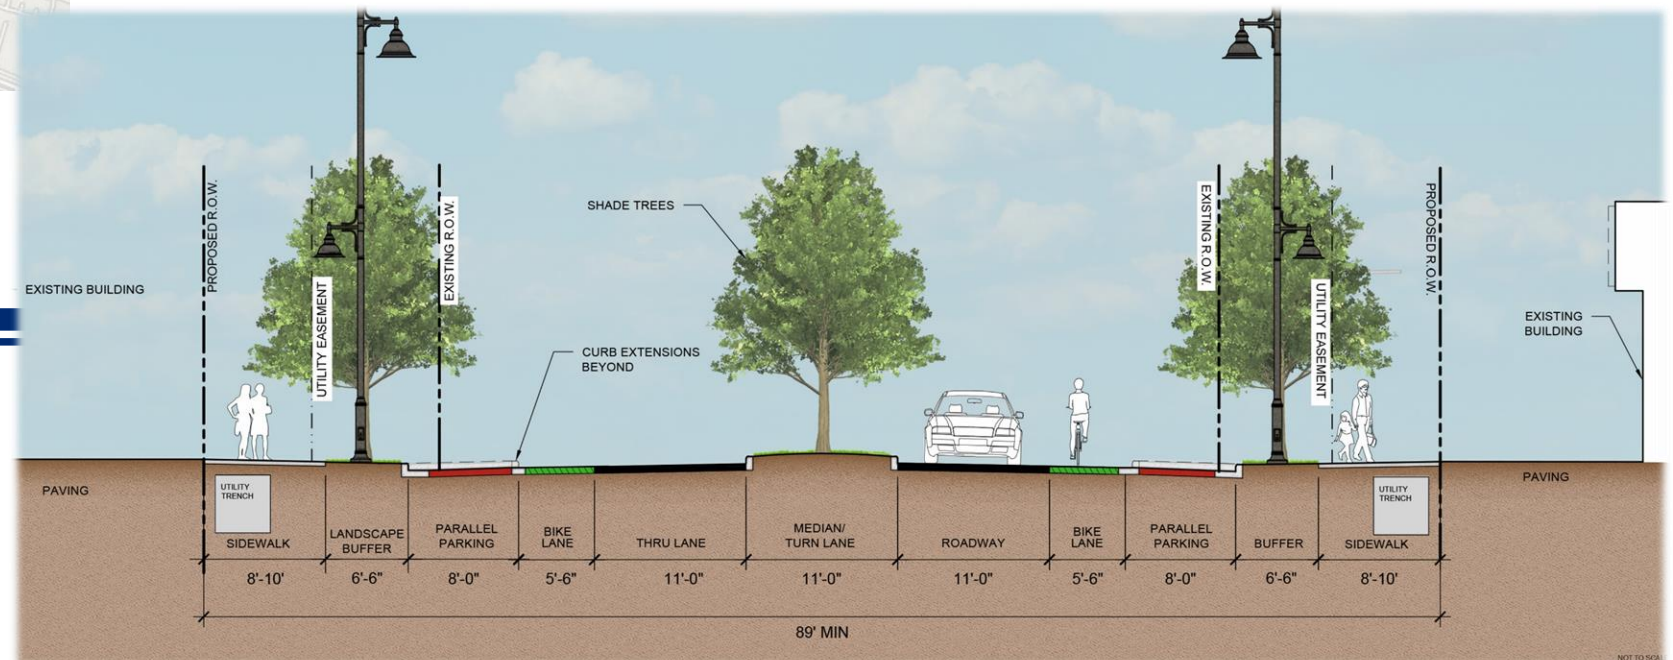 PROPOSED R.O.W.
UTILITY EASEMENT
EXISTING R.O.W.
SHADE TREES
EXISTING R.O.W.
UTILITY EASEMENT
PROPOSED R.O.W.
EXISTING BUILDING
CURB EXTENSIONS
BEYOND
EXISTING
BUILDING
PAVING
UTILITY
TRENCH
UTILITY
TRENCH
PAVING
SIDEWALK
LANDSCAPE
BUFFER
PARALLEL
PARKING
BIKE
LANE
THRU LANE
MEDIAN/
TURN LANE
ROADWAY
BIKE
LANE
PARALLEL
PARKING
BUFFER
SIDEWALK
8'-10'
6'-6"
8'-0"
5'-6"
11'-0"
11'-0"
11'-0"
5'-6"
8'-0"
6'-6"
8'-10'
89' MIN
NOT TO